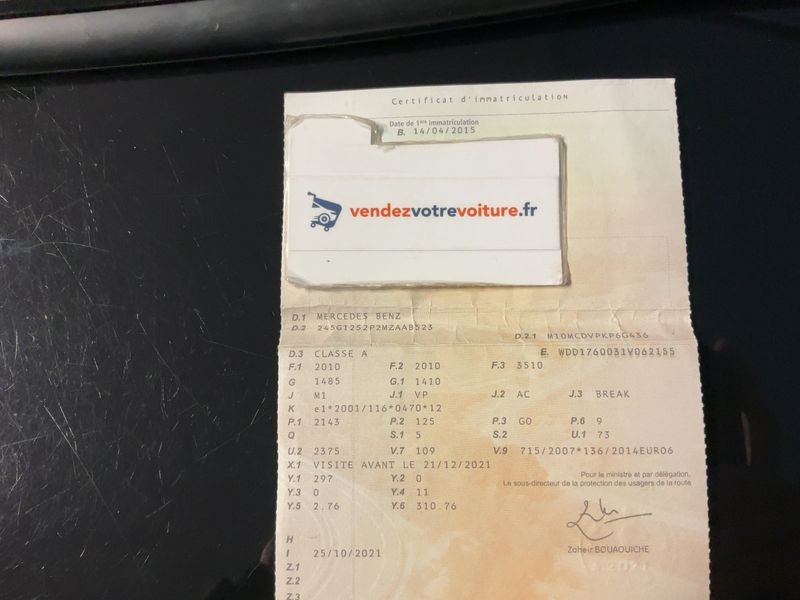 Certificat d'immatriculation
Date de 1ère immatriculation
B. 14/04/2015
vendezvotrevoiture.fr
D.1 MERCEDES BENZ
D.2 245G1252P2MZAAB523
D.2.1 M10MCDVPKP6G436
D.3 CLASSE A E. WDD1760031V062155
F.1 2010 F.2 2010 F.3 3510
G 1485 G.1 1410
J M1 J.1 VP J.2 AC J.3 BREAK
K e1*2001/116*0470*12
P.1 2143 P.2 125 P.3 GO P.6 9
Q S.1 5 S.2 U.1 73
U.2 2375 V.7 109 V.9 715/2007*136/2014EURO6
X.1 VISITE AVANT LE 21/12/2021
Y.1 297 Y.2 0
Y.3 0 Y.4 11
Y.5 2.76 Y.6 310.76
Pour le ministre et par délégation,
Le sous-directeur de la protection des usagers de la route
Zoheir BOUAOUICHE
H
I 25/10/2021
Z.1
Z.2
Z.3